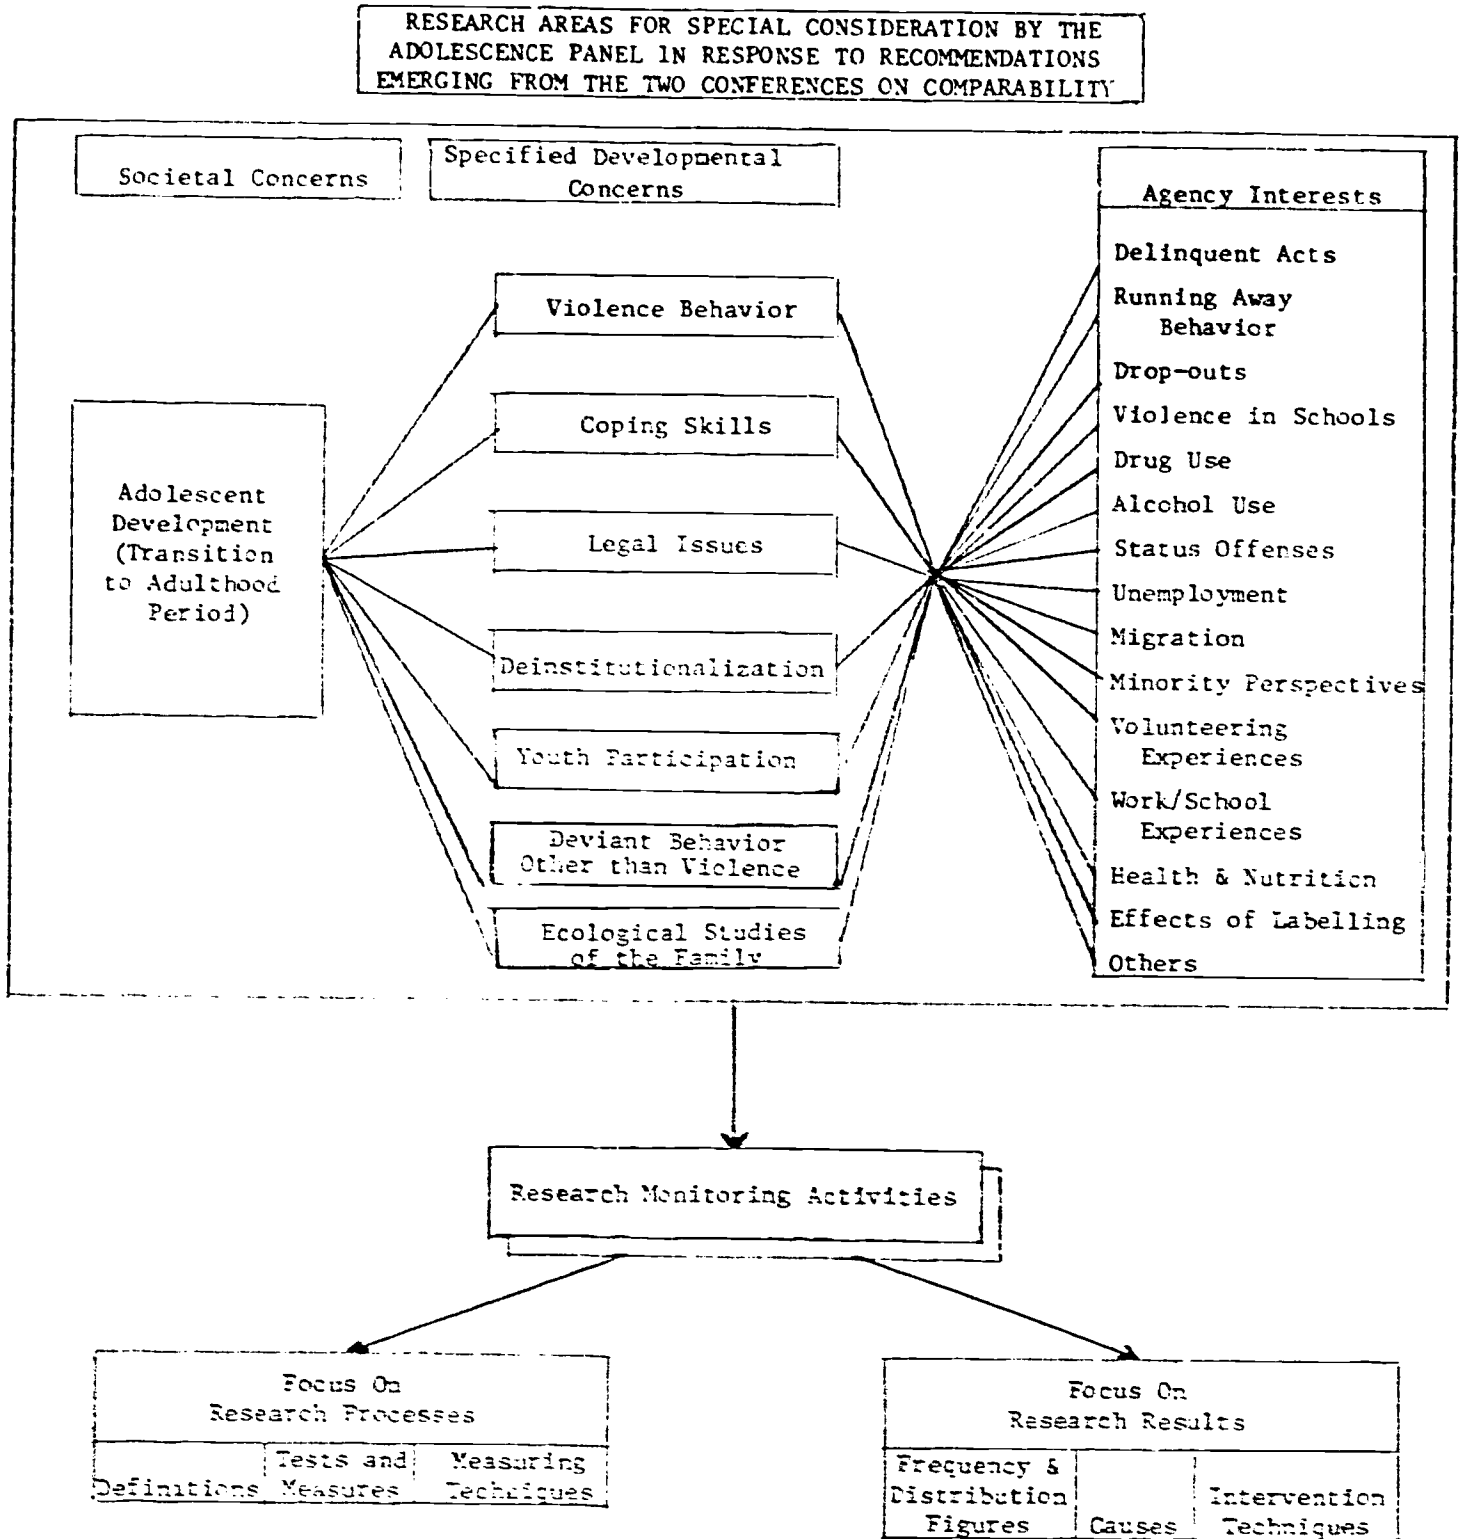 RESEARCH AREAS FOR SPECIAL CONSIDERATION BY THE
ADOLESCENCE PANEL IN RESPONSE TO RECOMMENDATIONS
EMERGING FROM THE TWO CONFERENCES ON COMPARABILITY
Societal Concerns
Specified Developmental
Concerns
Agency Interests
Adolescent
Development
(Transition
to Adulthood
Period)
Violence Behavior
Coping Skills
Legal Issues
Deinstitutionalization
Youth Participation
Deviant Behavior
Other than Violence
Ecological Studies
of the Family
Delinquent Acts
Running Away
Behavior
Drop-outs
Violence in Schools
Drug Use
Alcohol Use
Status Offenses
Unemployment
Migration
Minority Perspectives
Volunteering
Experiences
Work/School
Experiences
Health & Nutrition
Effects of Labelling
Others
Research Monitoring Activities
Focus On
Research Processes
Definitions
Tests and
Measures
Measuring
Techniques
Focus On
Research Results
Frequency &
Distribution
Figures
Causes
Intervention
Techniques